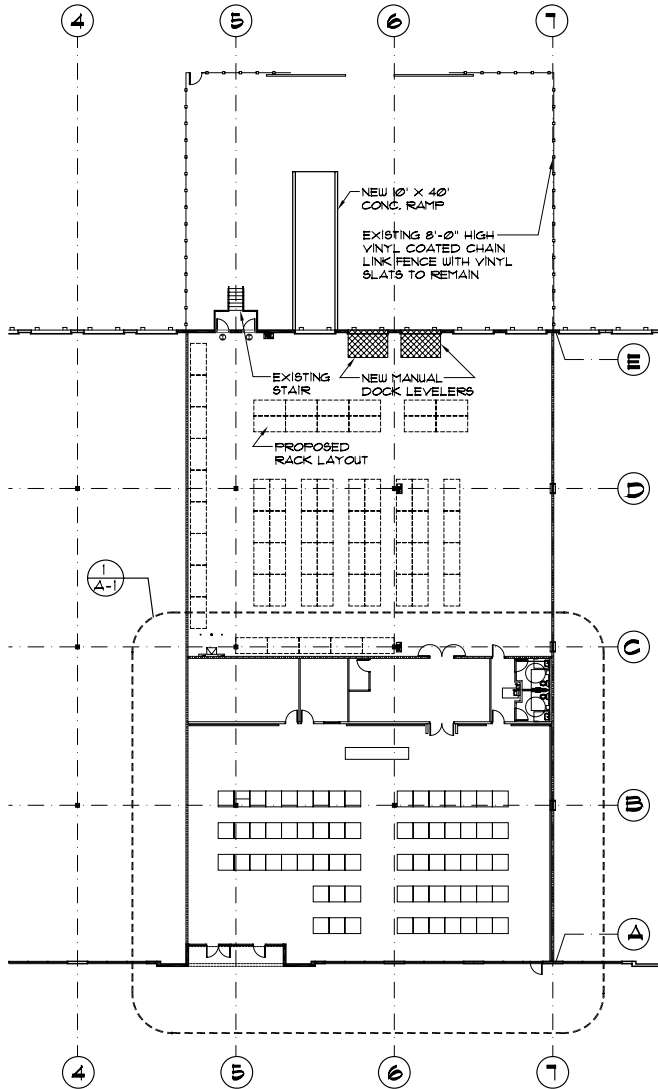 4
5
6
7
NEW 10' X 40'
CONC. RAMP
EXISTING 8'-0" HIGH
VINYL COATED CHAIN
LINK FENCE WITH VINYL
SLATS TO REMAIN
E
EXISTING
STAIR
NEW MANUAL
DOCK LEVELERS
PROPOSED
RACK LAYOUT
D
1
A-1
C
B
A
4
5
6
7